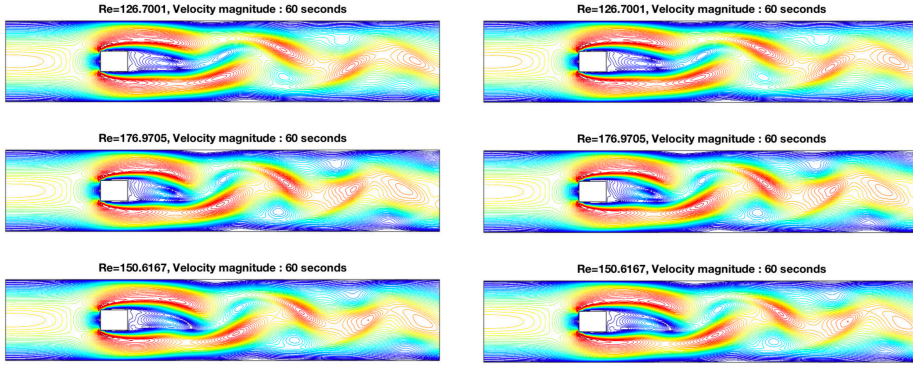 Re=126.7001, Velocity magnitude : 60 seconds
Re=126.7001, Velocity magnitude : 60 seconds
Re=176.9705, Velocity magnitude : 60 seconds
Re=176.9705, Velocity magnitude : 60 seconds
Re=150.6167, Velocity magnitude : 60 seconds
Re=150.6167, Velocity magnitude : 60 seconds